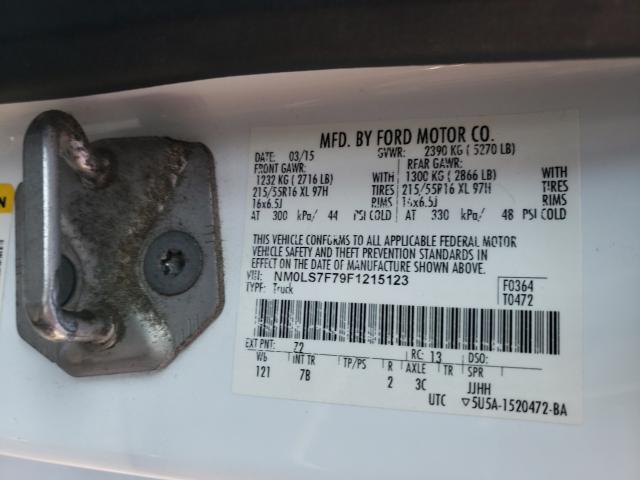 MFD. BY FORD MOTOR CO.
DATE: 03/15 GVWR: 2390 KG ( 5270 LB)
FRONT GAWR: REAR GAWR:
1232 KG ( 2716 LB) WITH 1300 KG ( 2866 LB) WITH
215/55R16 XL 97H TIRES 215/55R16 XL 97H TIRES
16x6.5J RIMS 16x6.5J RIMS
AT 300 kPa/ 44 PSI COLD AT 330 kPa/ 48 PSI COLD
THIS VEHICLE CONFORMS TO ALL APPLICABLE FEDERAL MOTOR
VEHICLE SAFETY AND THEFT PREVENTION STANDARDS IN
EFFECT ON THE DATE OF MANUFACTURE SHOWN ABOVE.
VIN: NM0LS7F79F1215123 F0364
TYPE: Truck T0472
EXT PNT: Z2 RC: 13 DSO:
WB INT TR TP/PS R AXLE TR SPR
121 7B 2 3C JJHH
UTC ▽5U5A-1520472-BA
N